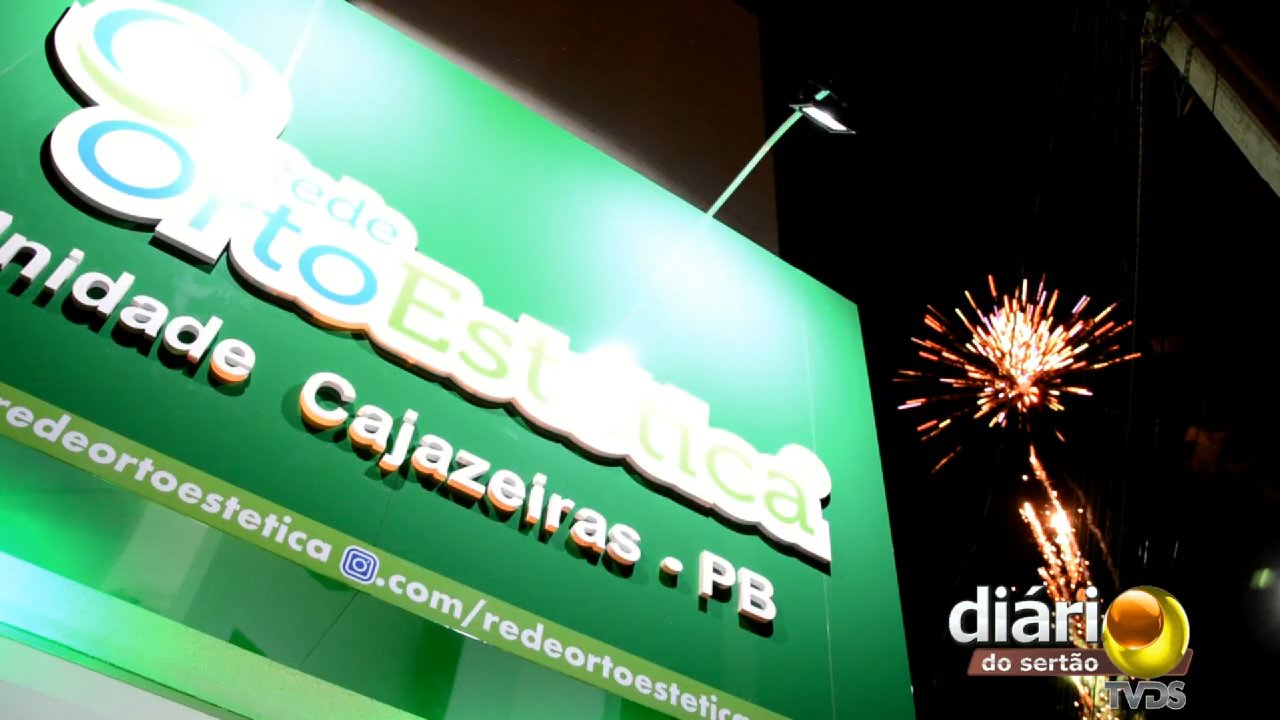 rede
OrtoEstética
Unidade Cajazeiras • PB
redeortoestetica .com/redeortoestetica
diário
do sertão
TVDS